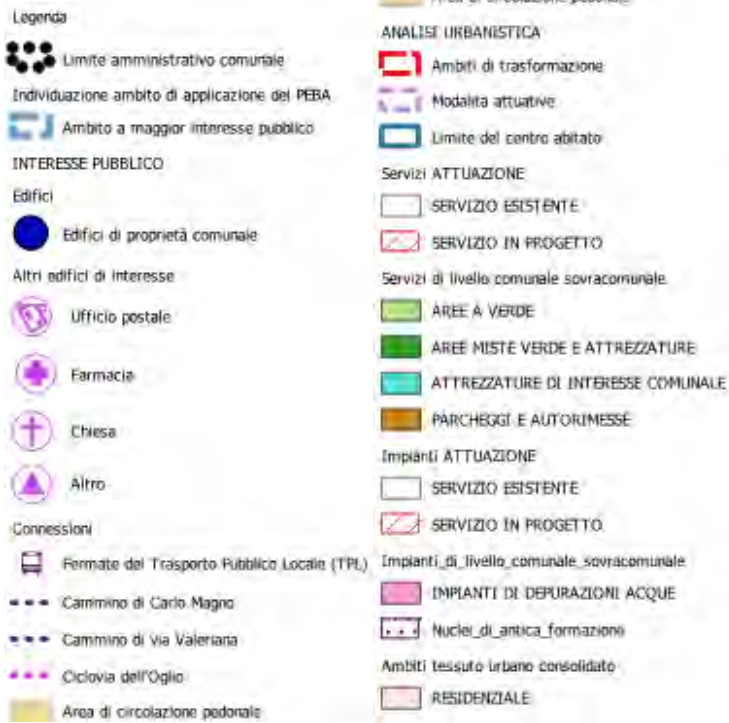 Legenda
Limite amministrativo comunale
Individuazione ambito di applicazione del PEBA
Ambito a maggior interesse pubblico
INTERESSE PUBBLICO
Edifici
Edifici di proprietà comunale
Altri edifici di interesse
Ufficio postale
Farmacia
Chiesa
Altro
Connessioni
Fermate del Trasporto Pubblico Locale (TPL)
Cammino di Carlo Magno
Cammino di via Valeriana
Ciclovia dell'Oglio
Area di circolazione pedonale
Area di circolazione pedonale
ANALISI URBANISTICA
Ambiti di trasformazione
Modalita attuative
Limite del centro abitato
Servizi ATTUAZIONE
SERVIZIO ESISTENTE
SERVIZIO IN PROGETTO
Servizi di livello comunale sovracomunale
AREE A VERDE
AREE MISTE VERDE E ATTREZZATURE
ATTREZZATURE DI INTERESSE COMUNALE
PARCHEGGI E AUTORIMESSE
Impianti ATTUAZIONE
SERVIZIO ESISTENTE
SERVIZIO IN PROGETTO
Impianti_di_livello_comunale_sovracomunale
IMPIANTI DI DEPURAZIONI ACQUE
Nuclei_di_antica_formazione
Ambiti tessuto urbano consolidato
RESIDENZIALE